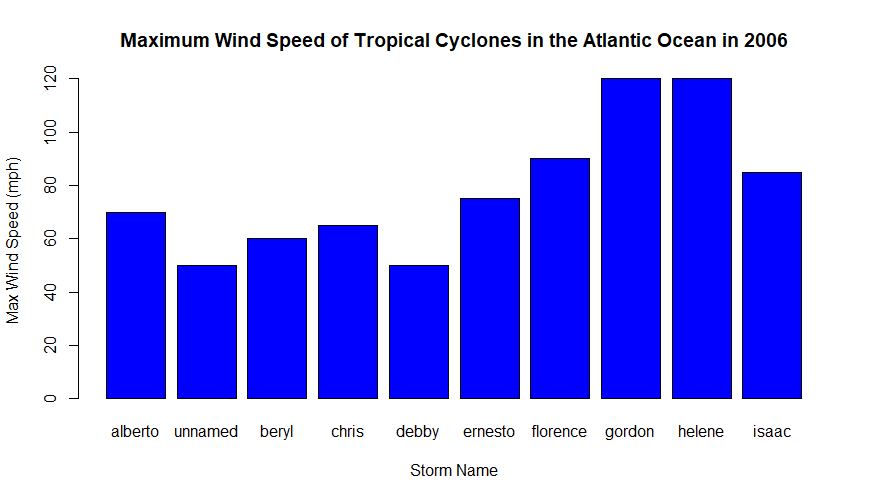 Maximum Wind Speed of Tropical Cyclones in the Atlantic Ocean in 2006
Max Wind Speed (mph)
120
100
80
60
40
20
0
alberto unnamed beryl chris debby ernesto florence gordon helene isaac
Storm Name